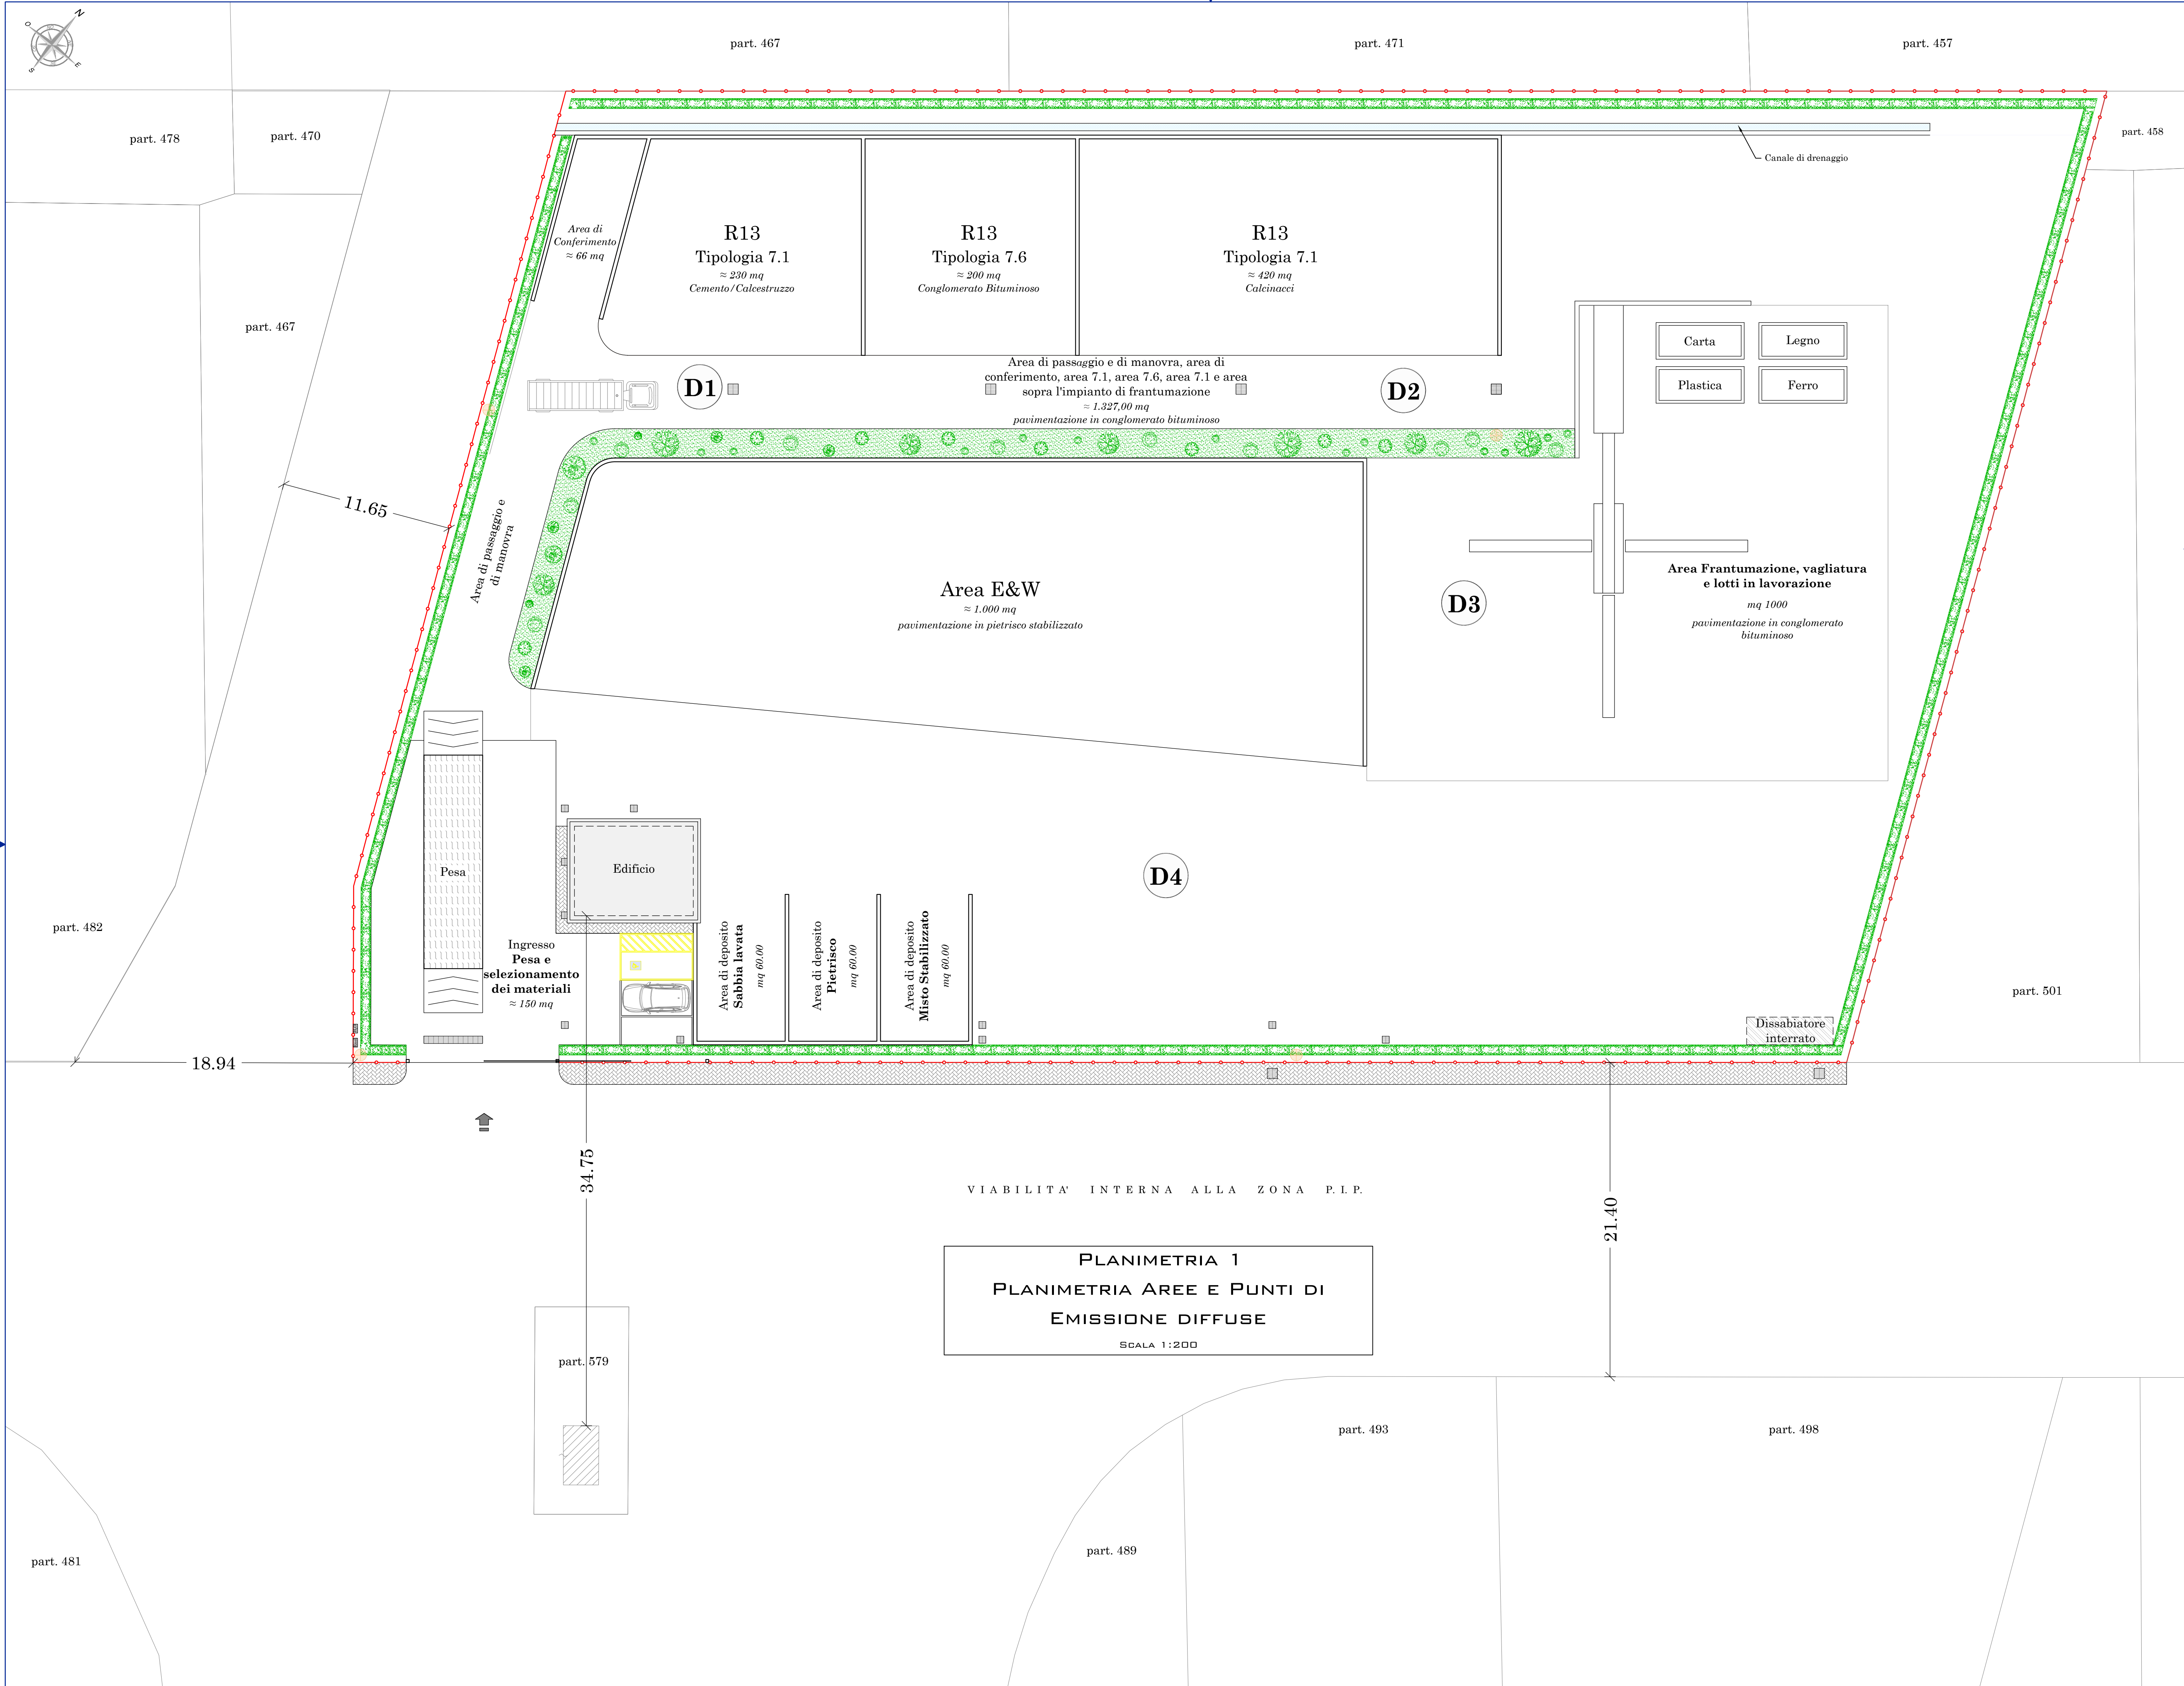 N
O
E
S
part. 467
part. 471
part. 457
part. 478
part. 470
part. 458
Canale di drenaggio
Area di
Conferimento
≈ 66 mq
R13
Tipologia 7.1
≈ 230 mq
Cemento/Calcestruzzo
R13
Tipologia 7.6
≈ 200 mq
Conglomerato Bituminoso
R13
Tipologia 7.1
≈ 420 mq
Calcinacci
part. 467
Carta
Legno
Plastica
Ferro
D1
Area di passaggio e di manovra, area di
conferimento, area 7.1, area 7.6, area 7.1 e area
sopra l'impianto di frantumazione
≈ 1.327,00 mq
pavimentazione in conglomerato bituminoso
D2
11.65
Area di passaggio e
di manovra
Area E&W
≈ 1.000 mq
pavimentazione in pietrisco stabilizzato
D3
Area Frantumazione, vagliatura
e lotti in lavorazione
mq 1000
pavimentazione in conglomerato
bituminoso
Pesa
Edificio
D4
part. 482
Ingresso
Pesa e
selezionamento
dei materiali
≈ 150 mq
Area di deposito
Sabbia lavata
mq 60.00
Area di deposito
Pietrisco
mq 60.00
Area di deposito
Misto Stabilizzato
mq 60.00
part. 501
Dissabiatore
interrato
18.94
34.75
21.40
VIABILITA' INTERNA ALLA ZONA P.I.P.
Planimetria 1
Planimetria Aree e Punti di
Emissione diffuse
Scala 1:200
part. 579
part. 493
part. 498
part. 489
part. 481